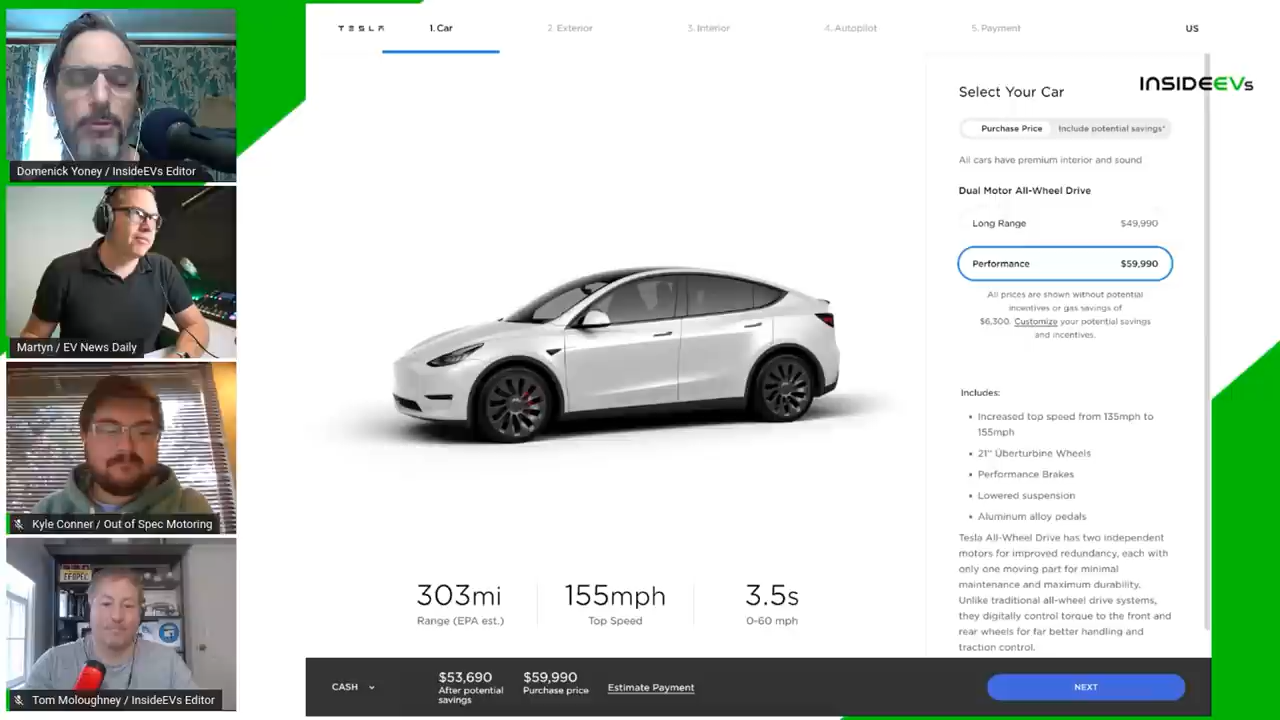 Domenick Yoney / InsideEVs Editor
Martyn / EV News Daily
Kyle Conner / Out of Spec Motoring
EFSPEC
Tom Moloughney / InsideEVs Editor
TESLA
1. Car
2 Exterior
3. Interior
4. Autopilot
5. Payment
US
INSIDEEVs
Select Your Car
Purchase Price
Include potential savings*
All cars have premium interior and sound
Dual Motor All-Wheel Drive
Long Range $49,990
Performance $59,990
All prices are shown without potential
incentives or gas savings of
$6,300. Customize your potential savings
and incentives.
Includes:
• Increased top speed from 135mph to
155mph
• 21" Überturbine Wheels
• Performance Brakes
• Lowered suspension
• Aluminum alloy pedals
Tesla All-Wheel Drive has two independent
motors for improved redundancy, each with
only one moving part for minimal
maintenance and maximum durability.
Unlike traditional all-wheel drive systems,
they digitally control torque to the front and
rear wheels for far better handling and
traction control.
303mi
Range (EPA est.)
155mph
Top Speed
3.5s
0-60 mph
CASH
$53,690
After potential
savings
$59,990
Purchase price
Estimate Payment
NEXT